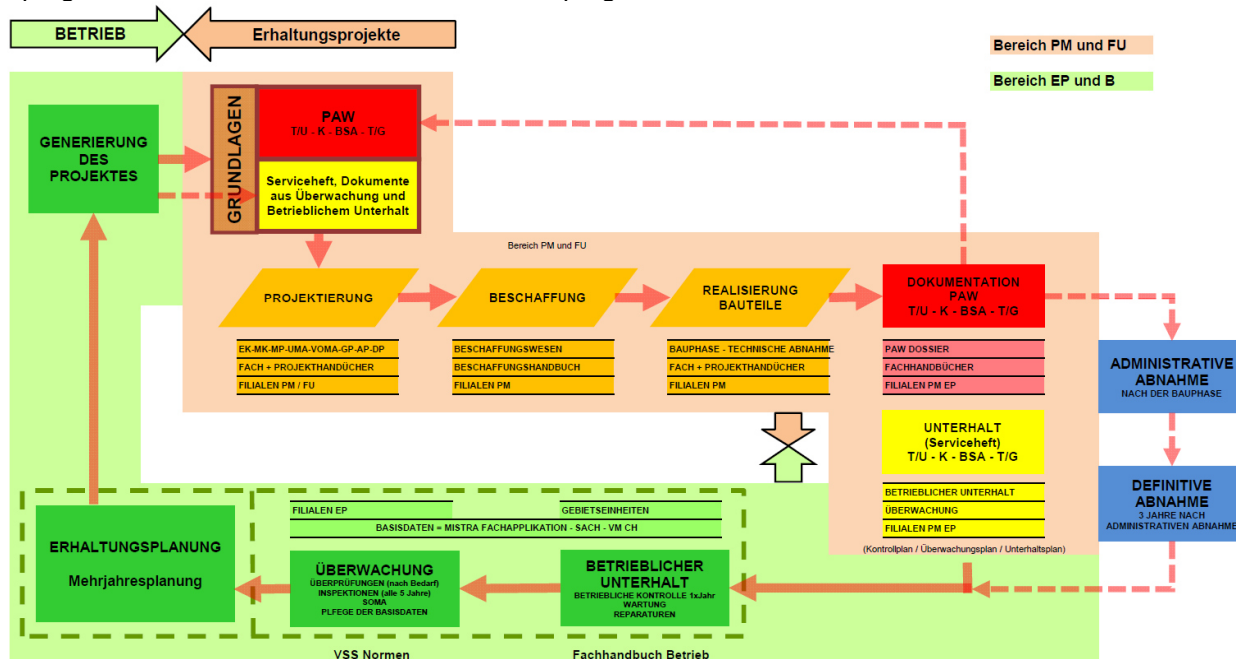 BETRIEB
Erhaltungsprojekte
Bereich PM und FU
Bereich EP und B
GENERIERUNG
DES
PROJEKTES
GRUNDLAGEN
PAW
T/U - K - BSA - T/G
Serviceheft, Dokumente
aus Überwachung und
Betrieblichem Unterhalt
Bereich PM und FU
PROJEKTIERUNG
BESCHAFFUNG
REALISIERUNG
BAUTEILE
DOKUMENTATION
PAW
T/U - K - BSA - T/G
EK-MK-MP-UMA-VOMA-GP-AP-DP
FACH + PROJEKTHANDÜCHER
FILIALEN PM / FU
BESCHAFFUNGSWESEN
BESCHAFFUNGSHANDBUCH
FILIALEN PM
BAUPHASE - TECHNISCHE ABNAHME
FACH + PROJEKTHANDÜCHER
FILIALEN PM
PAW DOSSIER
FACHHANDBÜCHER
FILIALEN PM EP
ADMINISTRATIVE
ABNAHME
NACH DER BAUPHASE
UNTERHALT
(Serviceheft)
T/U - K - BSA - T/G
BETRIEBLICHER UNTERHALT
ÜBERWACHUNG
FILIALEN PM EP
(Kontrollplan / Überwachungsplan / Unterhaltsplan)
DEFINITIVE
ABNAHME
3 JAHRE NACH
ADMINISTRATIVEN ABNAHME
ERHALTUNGSPLANUNG
Mehrjahresplanung
FILIALEN EP
GEBIETSEINHEITEN
BASISDATEN = MISTRA FACHAPPLIKATION - SACH - VM CH
ÜBERWACHUNG
ÜBERPRÜFUNGEN (nach Bedarf)
INSPEKTIONEN (alle 5 Jahre)
SOMA
PLFEGE DER BASISDATEN
BETRIEBLICHER
UNTERHALT
BETRIEBLICHE KONTROLLE 1xJahr
WARTUNG
REPARATUREN
VSS Normen
Fachhandbuch Betrieb